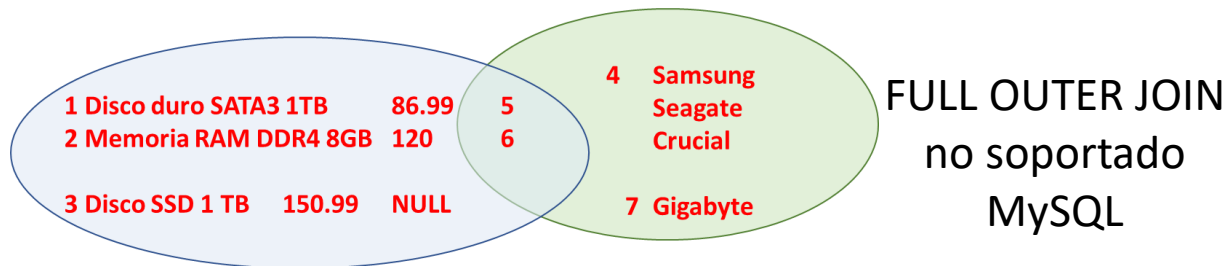 4 Samsung
1 Disco duro SATA3 1TB 86.99 5 Seagate
2 Memoria RAM DDR4 8GB 120 6 Crucial
3 Disco SSD 1 TB 150.99 NULL 7 Gigabyte
FULL OUTER JOIN
no soportado
MySQL